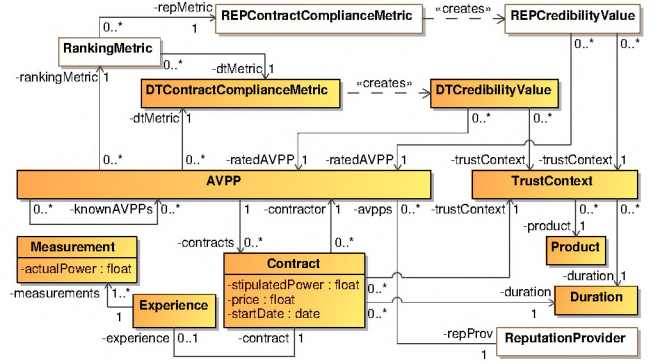 -repMetric
REPContractComplianceMetric
«creates»
REPCredibilityValue
0..*
1
0..*
0..*
RankingMetric
0..*
-dtMetric
1
-rankingMetric
1
DTContractComplianceMetric
«creates»
DTCredibilityValue
-dtMetric
1
0..*
0..*
0..*
0..*
-ratedAVPP
1
-ratedAVPP
1
-trustContext
-trustContext
1
AVPP
TrustContext
0..*
-knownAVPPs
0..*
1
-contractor
1
-avpps
0..*
-trustContext
1
0..*
0..*
-product
1
-contracts
0..*
0..*
Measurement
-actualPower : float
Contract
-stipulatedPower : float
-price : float
-startDate : date
Product
0..*
-duration
1
-measurements
1..*
Experience
1
0..*
-duration
1
Duration
-experience
0..1
-contract
1
-repProv
1
ReputationProvider